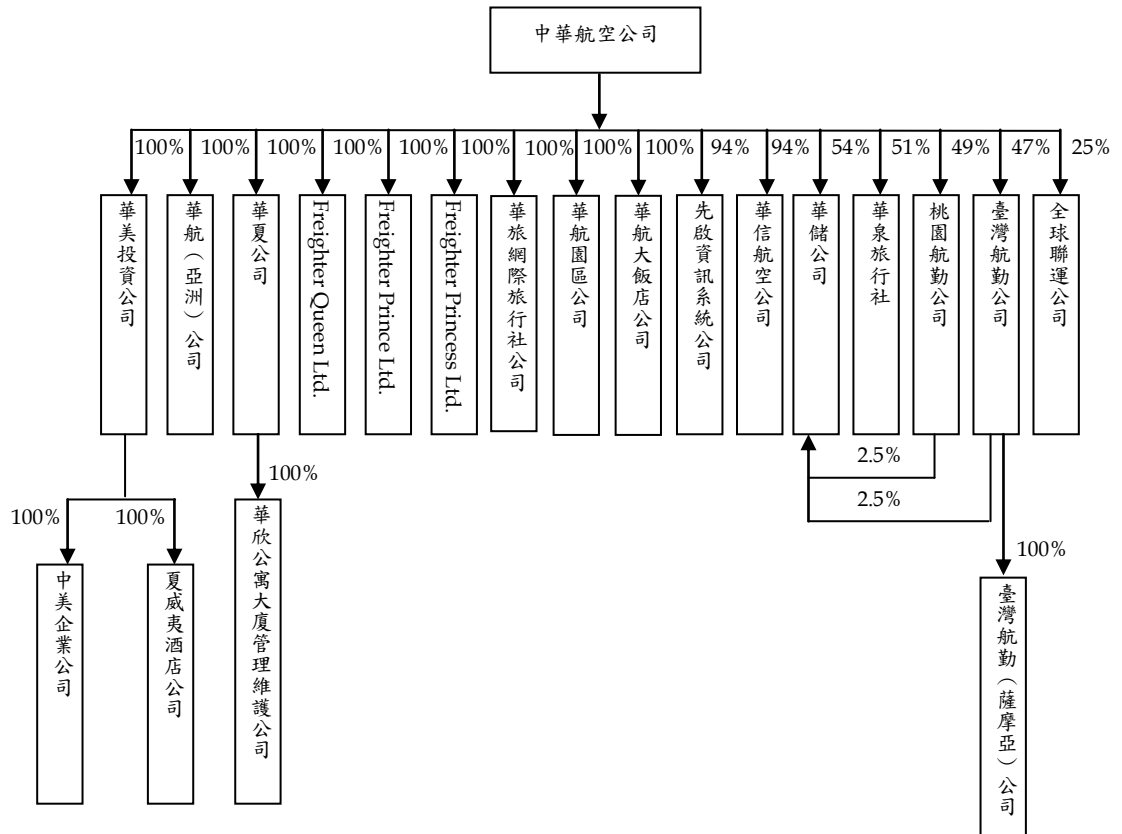 中華航空公司
100%
100%
100%
100%
100%
100%
100%
100%
100%
94%
94%
54%
51%
49%
47%
25%
華美投資公司
華航（亞洲）公司
華夏公司
Freighter Queen Ltd.
Freighter Prince Ltd.
Freighter Princess Ltd.
華旅網際旅行社公司
華航園區公司
華航大飯店公司
先啟資訊系統公司
華信航空公司
華儲公司
華泉旅行社
桃園航勤公司
臺灣航勤公司
全球聯運公司
2.5%
2.5%
100%
100%
100%
100%
中美企業公司
夏威夷酒店公司
華欣公寓大廈管理維護公司
臺灣航勤（薩摩亞）公司